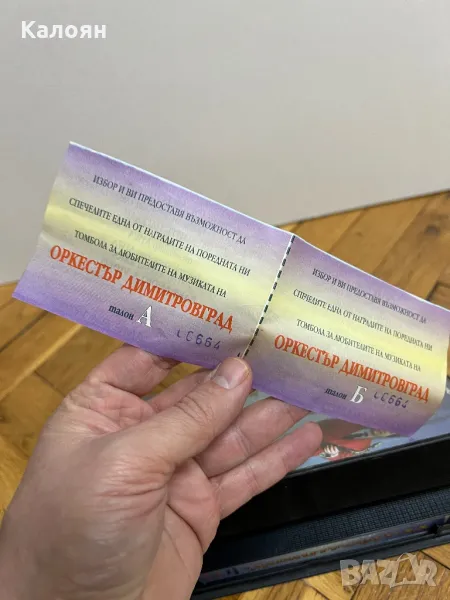 Калоян
ИЗБОР И ВИ ПРЕДОСТАВЯ ВЪЗМОЖНОСТ ДА
СПЕЧЕЛИТЕ ЕДНА ОТ НАГРАДИТЕ НА ПОРЕДНАТА НИ
ТОМБОЛА ЗА ЛЮБИТЕЛИТЕ НА МУЗИКАТА НА
ОРКЕСТЪР ДИМИТРОВГРАД
талон А
ИЗБОР И ВИ ПРЕДОСТАВЯ ВЪЗМОЖНОСТ ДА
СПЕЧЕЛИТЕ ЕДНА ОТ НАГРАДИТЕ НА ПОРЕДНАТА НИ
ТОМБОЛА ЗА ЛЮБИТЕЛИТЕ НА МУЗИКАТА НА
ОРКЕСТЪР ДИМИТРОВГРАД
талон Б
BAZAR